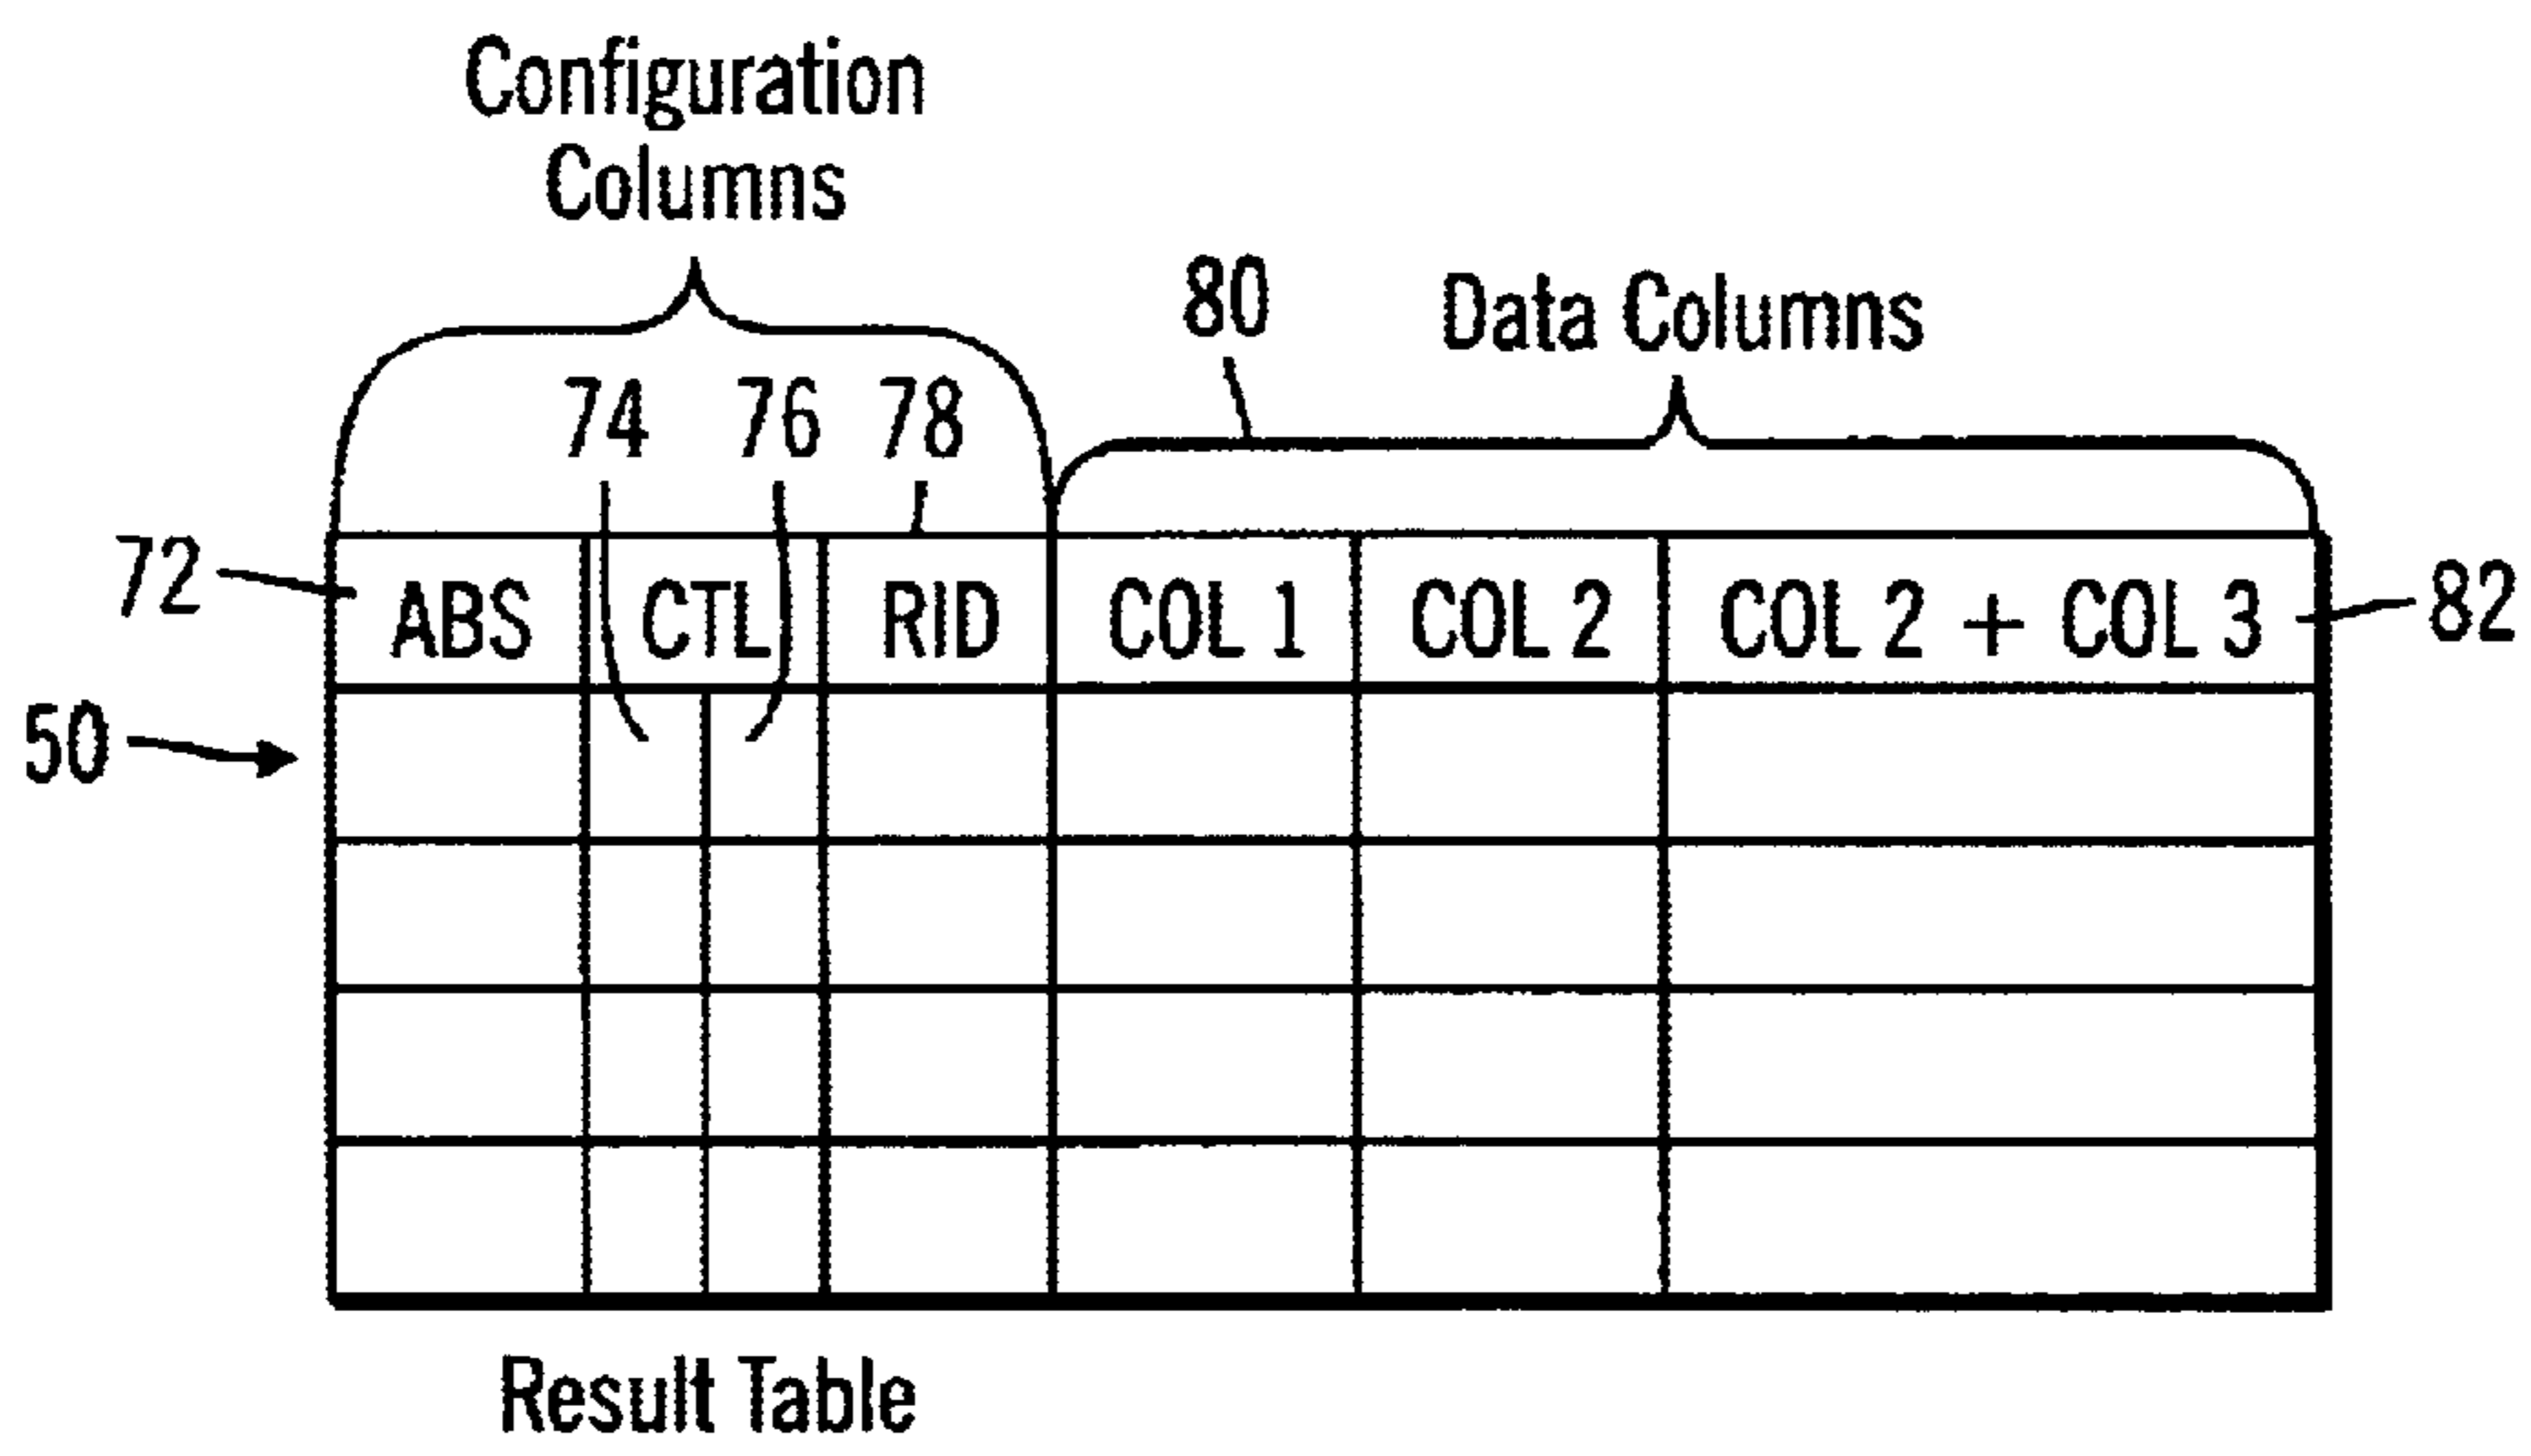 Configuration
Columns
80
Data Columns
74 76 78
72
ABS CTL RID COL 1 COL 2 COL 2 + COL 3
82
50
Result Table